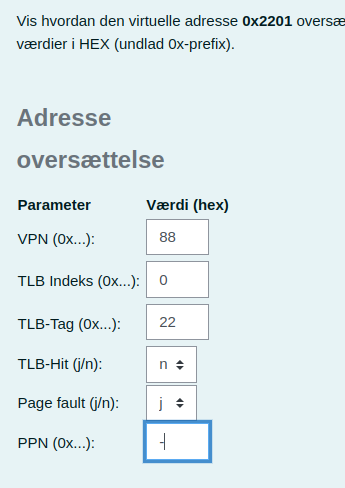 Vis hvordan den virtuelle adresse 0x2201 oversæ
værdier i HEX (undlad 0x-prefix).
Adresse
oversættelse
Parameter Værdi (hex)
VPN (0x...): 88
TLB Indeks (0x...): 0
TLB-Tag (0x...): 22
TLB-Hit (j/n): n
Page fault (j/n): j
PPN (0x...): -